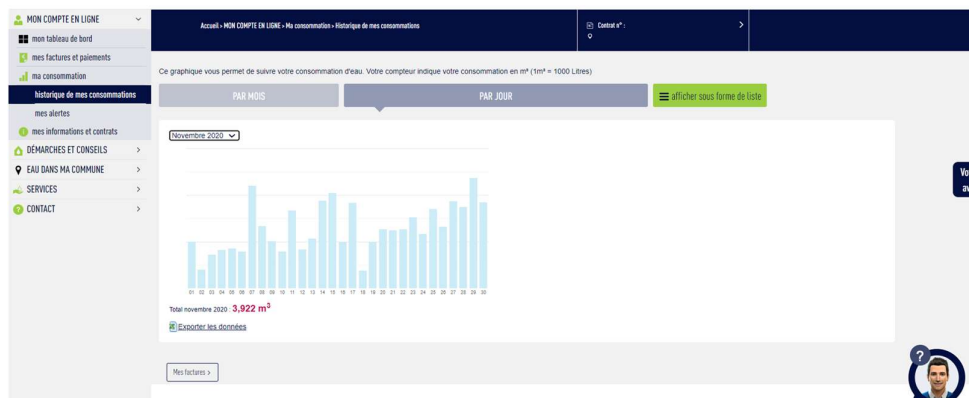 MON COMPTE EN LIGNE
mon tableau de bord
mes factures et paiements
ma consommation
historique de mes consommations
mes alertes
mes informations et contrats
DÉMARCHES ET CONSEILS
EAU DANS MA COMMUNE
SERVICES
CONTACT
Accueil » MON COMPTE EN LIGNE » Ma consommation » Historique de mes consommations
Contrat n° :
Ce graphique vous permet de suivre votre consommation d'eau. Votre compteur indique votre consommation en m³ (1m³ = 1000 Litres)
PAR MOIS
PAR JOUR
afficher sous forme de liste
Novembre 2020
01 02 03 04 05 06 07 08 09 10 11 12 13 14 15 16 17 18 19 20 21 22 23 24 25 26 27 28 29 30
Total novembre 2020 : 3,922 m³
Exporter les données
Mes factures >
Vo
av
?